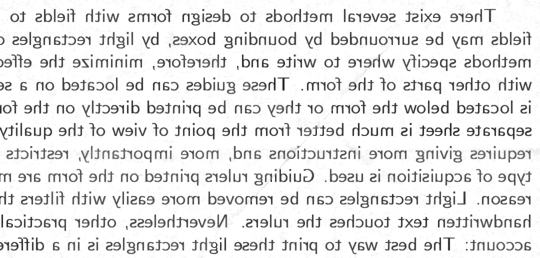 There exist several methods to design forms with fields to
fields may be surrounded by bounding boxes, by light rectangles o
methods specify where to write and, therefore, minimize the effec
with other parts of the form. These guides can be located on a se
is located below the form or they can be printed directly on the fo
separate sheet is much better from the point of view of the quality
requires giving more instructions and, more importantly, restricts
type of acquisition is used. Guiding rulers printed on the form are m
reason. Light rectangles can be removed more easily with filters th
handwritten text touches the rulers. Nevertheless, other practical
account: The best way to print these light rectangles is in a differe